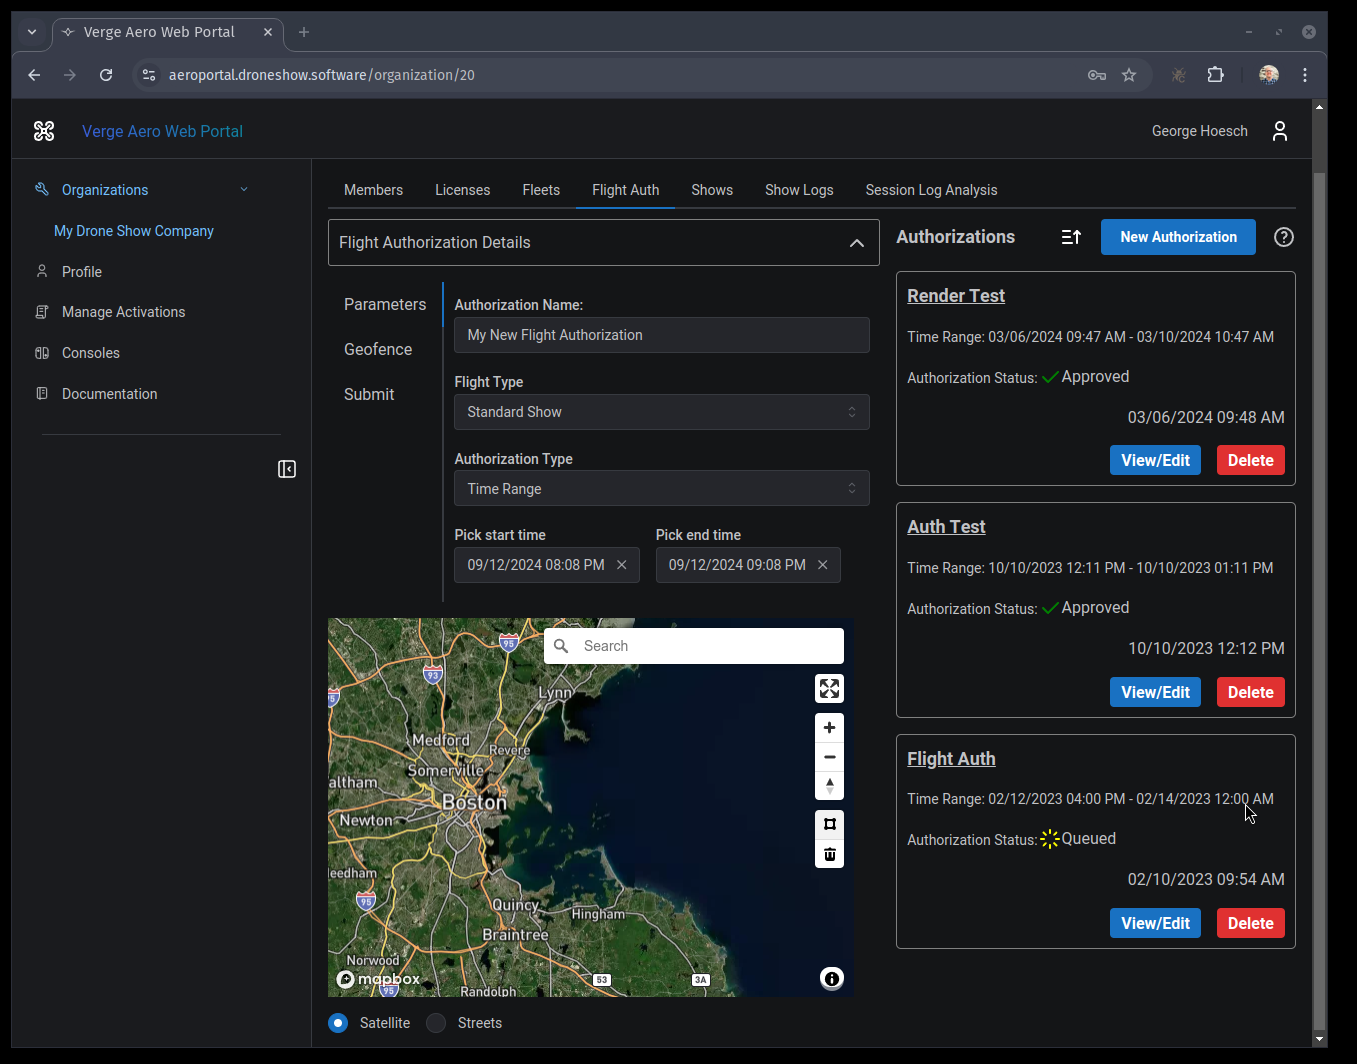 Verge Aero Web Portal
aeroportal.droneshow.software/organization/20
Verge Aero Web Portal
George Hoesch
Organizations
My Drone Show Company
Profile
Manage Activations
Consoles
Documentation
Members Licenses Fleets Flight Auth Shows Show Logs Session Log Analysis
Flight Authorization Details
Parameters
Geofence
Submit
Authorization Name:
My New Flight Authorization
Flight Type
Standard Show
Authorization Type
Time Range
Pick start time Pick end time
09/12/2024 08:08 PM 09/12/2024 09:08 PM
Search
95
93
5
Lynn
Medford
Revere
Somerville
altham
Boston
Newton
eedham
95
Quincy
Hingham
Braintree
Norwood
mapbox
53
3A
95
Randolph
Satellite Streets
Authorizations
New Authorization
Render Test
Time Range: 03/06/2024 09:47 AM - 03/10/2024 10:47 AM
Authorization Status: Approved
03/06/2024 09:48 AM
View/Edit Delete
Auth Test
Time Range: 10/10/2023 12:11 PM - 10/10/2023 01:11 PM
Authorization Status: Approved
10/10/2023 12:12 PM
View/Edit Delete
Flight Auth
Time Range: 02/12/2023 04:00 PM - 02/14/2023 12:00 AM
Authorization Status: Queued
02/10/2023 09:54 AM
View/Edit Delete